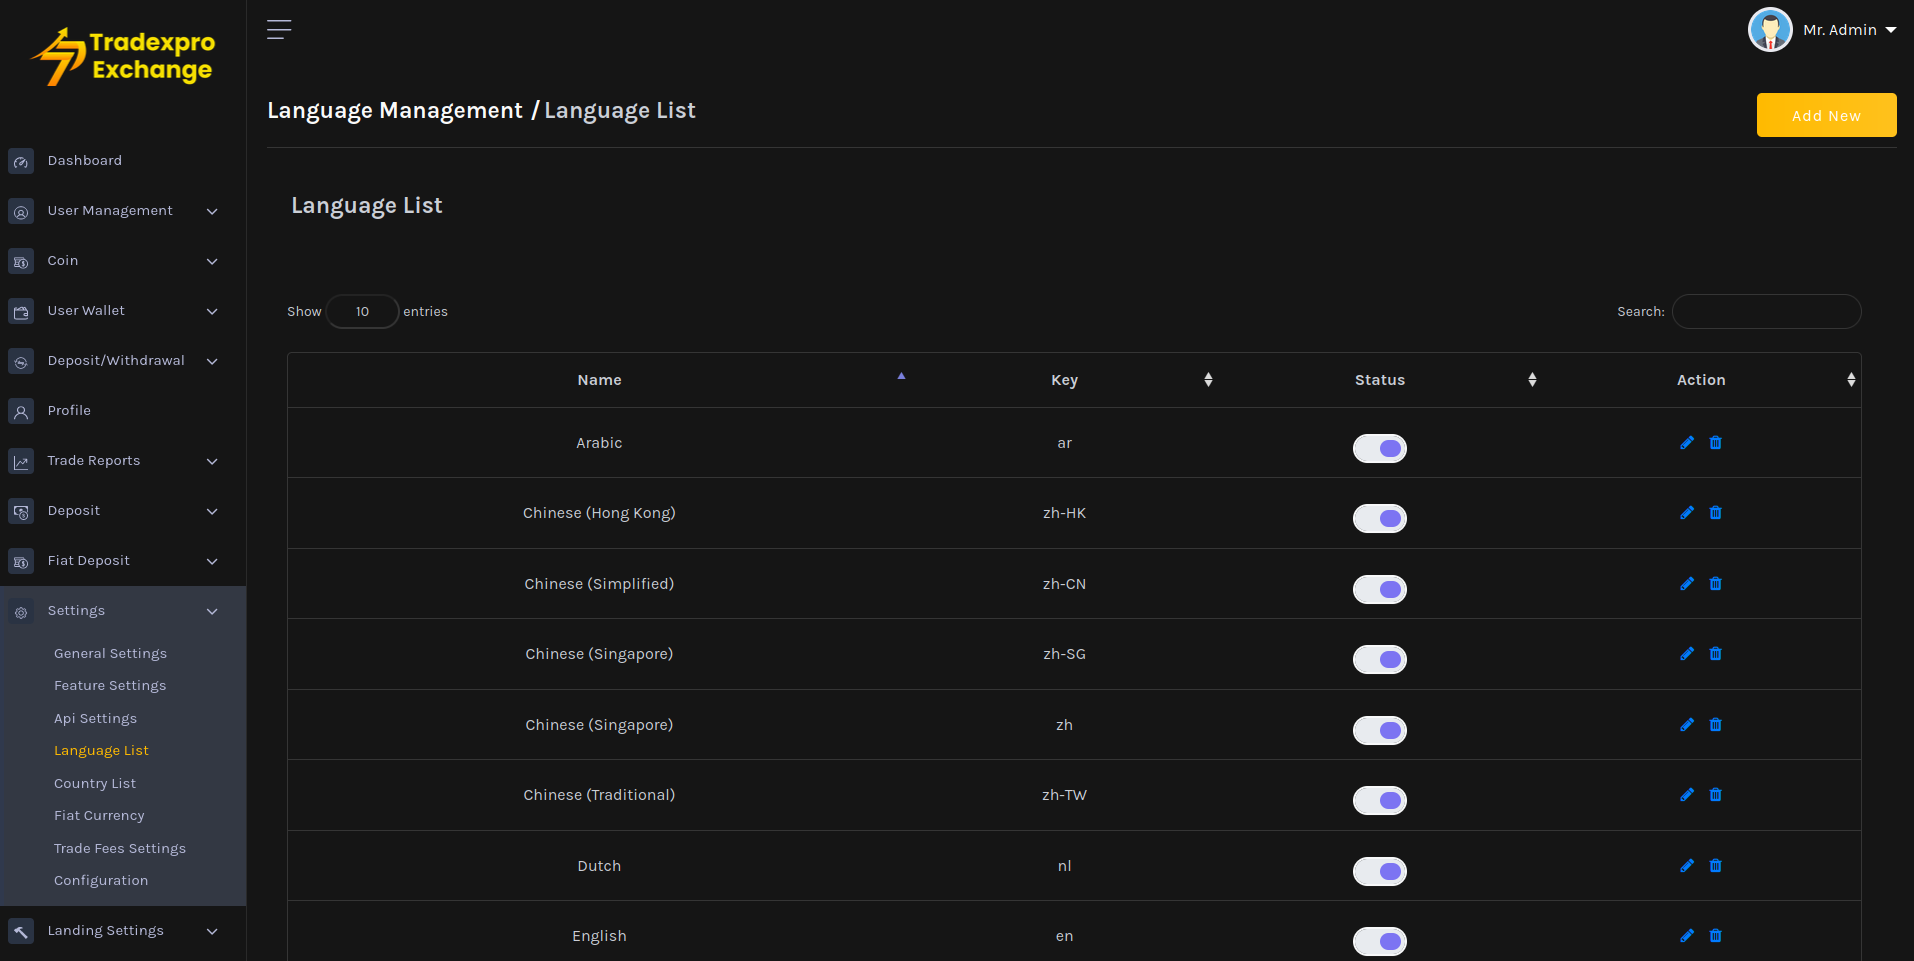 Tradexpro
Exchange
Mr. Admin
Language Management / Language List
Add New
Dashboard
User Management
Coin
User Wallet
Deposit/Withdrawal
Profile
Trade Reports
Deposit
Fiat Deposit
Settings
General Settings
Feature Settings
Api Settings
Language List
Country List
Fiat Currency
Trade Fees Settings
Configuration
Landing Settings
Language List
Show 10 entries
Search:
Name Key Status Action
Arabic ar
Chinese (Hong Kong) zh-HK
Chinese (Simplified) zh-CN
Chinese (Singapore) zh-SG
Chinese (Singapore) zh
Chinese (Traditional) zh-TW
Dutch nl
English en